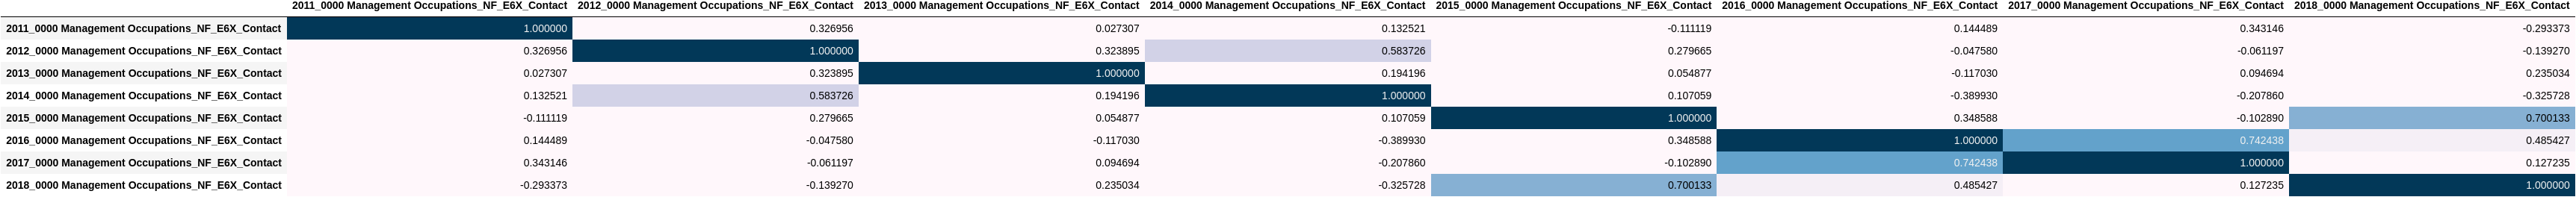 2011_0000 Management Occupations_NF_E6X_Contact 2012_0000 Management Occupations_NF_E6X_Contact 2013_0000 Management Occupations_NF_E6X_Contact 2014_0000 Management Occupations_NF_E6X_Contact 2015_0000 Management Occupations_NF_E6X_Contact 2016_0000 Management Occupations_NF_E6X_Contact 2017_0000 Management Occupations_NF_E6X_Contact 2018_0000 Management Occupations_NF_E6X_Contact
2011_0000 Management Occupations_NF_E6X_Contact 1.000000 0.326956 0.027307 0.132521 -0.111119 0.144489 0.343146 -0.293373
2012_0000 Management Occupations_NF_E6X_Contact 0.326956 1.000000 0.323895 0.583726 0.279665 -0.047580 -0.061197 -0.139270
2013_0000 Management Occupations_NF_E6X_Contact 0.027307 0.323895 1.000000 0.194196 0.054877 -0.117030 0.094694 0.235034
2014_0000 Management Occupations_NF_E6X_Contact 0.132521 0.583726 0.194196 1.000000 0.107059 -0.389930 -0.207860 -0.325728
2015_0000 Management Occupations_NF_E6X_Contact -0.111119 0.279665 0.054877 0.107059 1.000000 0.348588 -0.102890 0.700133
2016_0000 Management Occupations_NF_E6X_Contact 0.144489 -0.047580 -0.117030 -0.389930 0.348588 1.000000 0.742438 0.485427
2017_0000 Management Occupations_NF_E6X_Contact 0.343146 -0.061197 0.094694 -0.207860 -0.102890 0.742438 1.000000 0.127235
2018_0000 Management Occupations_NF_E6X_Contact -0.293373 -0.139270 0.235034 -0.325728 0.700133 0.485427 0.127235 1.000000